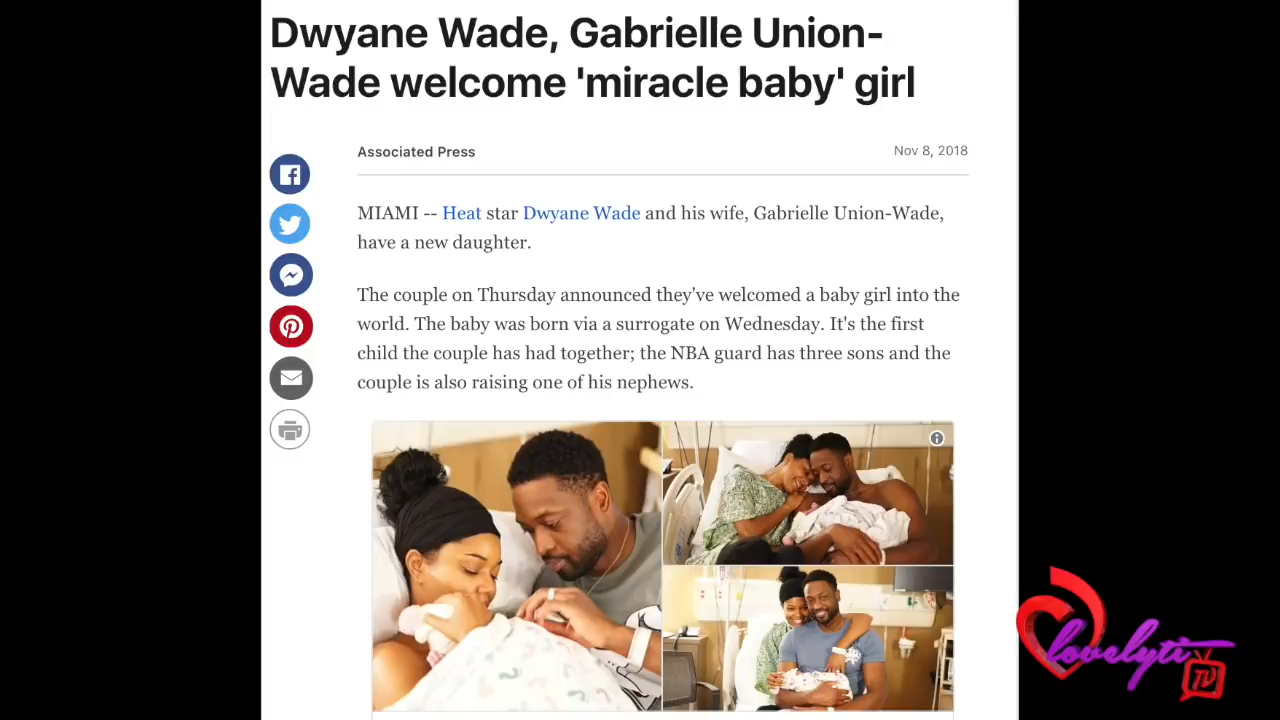 Dwyane Wade, Gabrielle Union-
Wade welcome 'miracle baby' girl
Associated Press
Nov 8, 2018
MIAMI -- Heat star Dwyane Wade and his wife, Gabrielle Union-Wade,
have a new daughter.
The couple on Thursday announced they've welcomed a baby girl into the
world. The baby was born via a surrogate on Wednesday. It's the first
child the couple has had together; the NBA guard has three sons and the
couple is also raising one of his nephews.
lovelyti
TV